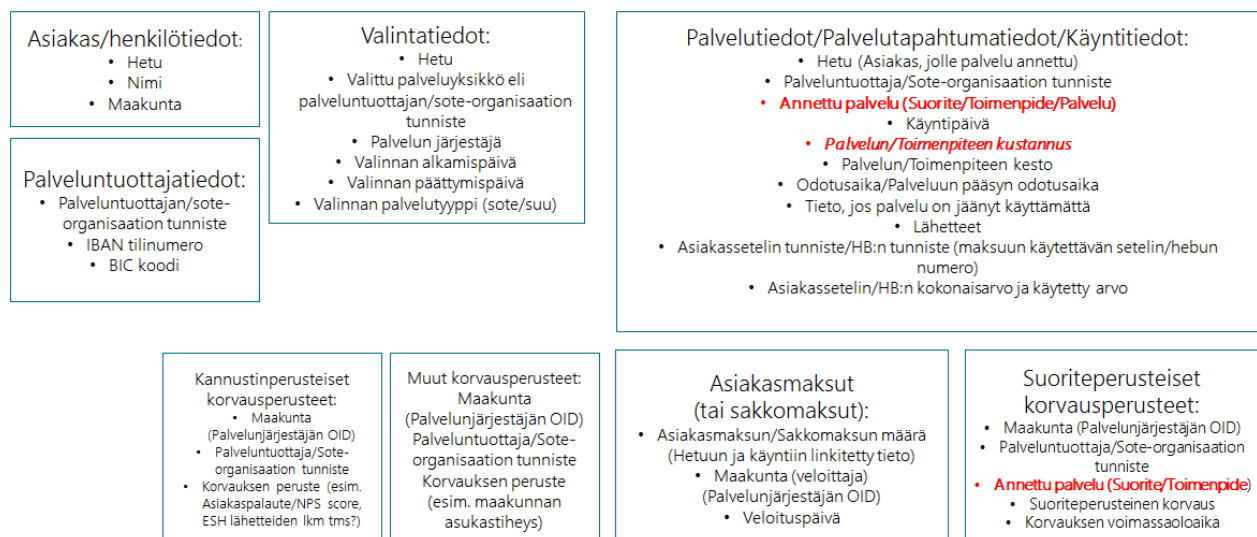 Asiakas/henkilötiedot:
• Hetu
• Nimi
• Maakunta
Palveluntuottajatiedot:
• Palveluntuottajan/sote-
organisaation tunniste
• IBAN tilinumero
• BIC koodi
Valintatiedot:
• Hetu
• Valittu palveluyksikkö eli
palveluntuottajan/sote-organisaation
tunniste
• Palvelun järjestäjä
• Valinnan alkamispäivä
• Valinnan päättymispäivä
• Valinnan palvelutyyppi (sote/suu)
Palvelutiedot/Palvelutapahtumatiedot/Käyntitiedot:
• Hetu (Asiakas, jolle palvelu annettu)
• Palveluntuottaja/Sote-organisaation tunniste
• Annettu palvelu (Suorite/Toimenpide/Palvelu)
• Käyntipäivä
• Palvelun/Toimenpiteen kustannus
• Palvelun/Toimenpiteen kesto
• Odotusaika/Palveluun pääsyn odotusaika
• Tieto, jos palvelu on jäänyt käyttämättä
• Lähetteet
• Asiakassetelin tunniste/HB:n tunniste (maksuun käytettävän setelin/hebun
numero)
• Asiakassetelin/HB:n kokonaisarvo ja käytetty arvo
Kannustinperusteiset
korvausperusteet:
• Maakunta
(Palvelunjärjestäjän OID)
• Palveluntuottaja/Sote-
organisaation tunniste
• Korvauksen peruste (esim.
Asiakaspalaute/NPS score,
ESH lähetteiden lkm tms?)
Muut korvausperusteet:
Maakunta
(Palvelunjärjestäjän OID)
Palveluntuottaja/Sote-
organisaation tunniste
Korvauksen peruste
(esim. maakunnan
asukastiheys)
Asiakasmaksut
(tai sakkomaksut):
• Asiakasmaksun/Sakkomaksun määrä
(Hetuun ja käyntiin linkitetty tieto)
• Maakunta (veloittaja)
(Palvelunjärjestäjän OID)
• Veloituspäivä
Suoriteperusteiset
korvausperusteet:
• Maakunta (Palvelunjärjestäjän OID)
• Palveluntuottaja/Sote-organisaation
tunniste
• Annettu palvelu (Suorite/Toimenpide)
• Suoriteperusteinen korvaus
• Korvauksen voimassaoloaika